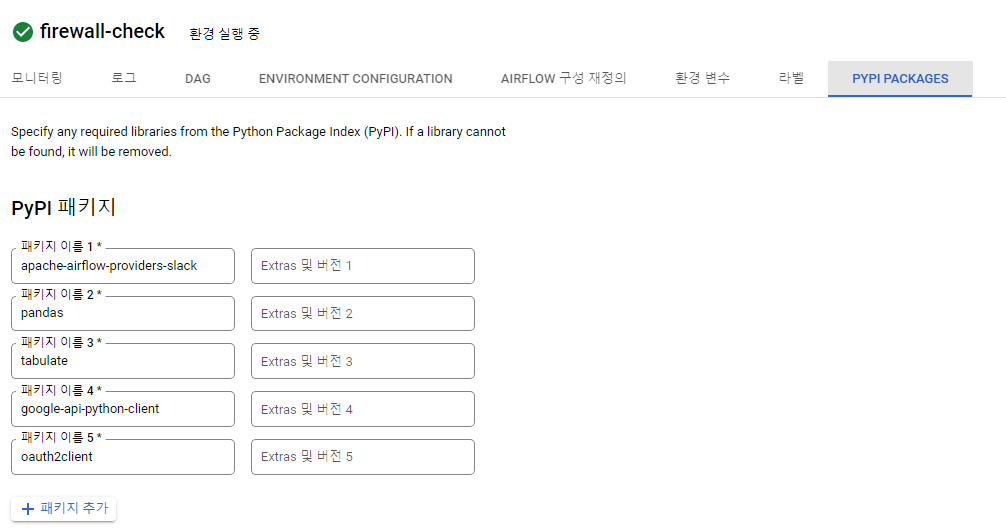 firewall-check 환경 실행 중
모니터링 로그 DAG ENVIRONMENT CONFIGURATION AIRFLOW 구성 재정의 환경 변수 라벨 PYPI PACKAGES
Specify any required libraries from the Python Package Index (PyPI). If a library cannot
be found, it will be removed.
PyPI 패키지
패키지 이름 1 *
apache-airflow-providers-slack Extras 및 버전 1
패키지 이름 2 *
pandas Extras 및 버전 2
패키지 이름 3 *
tabulate Extras 및 버전 3
패키지 이름 4 *
google-api-python-client Extras 및 버전 4
패키지 이름 5 *
oauth2client Extras 및 버전 5
+ 패키지 추가